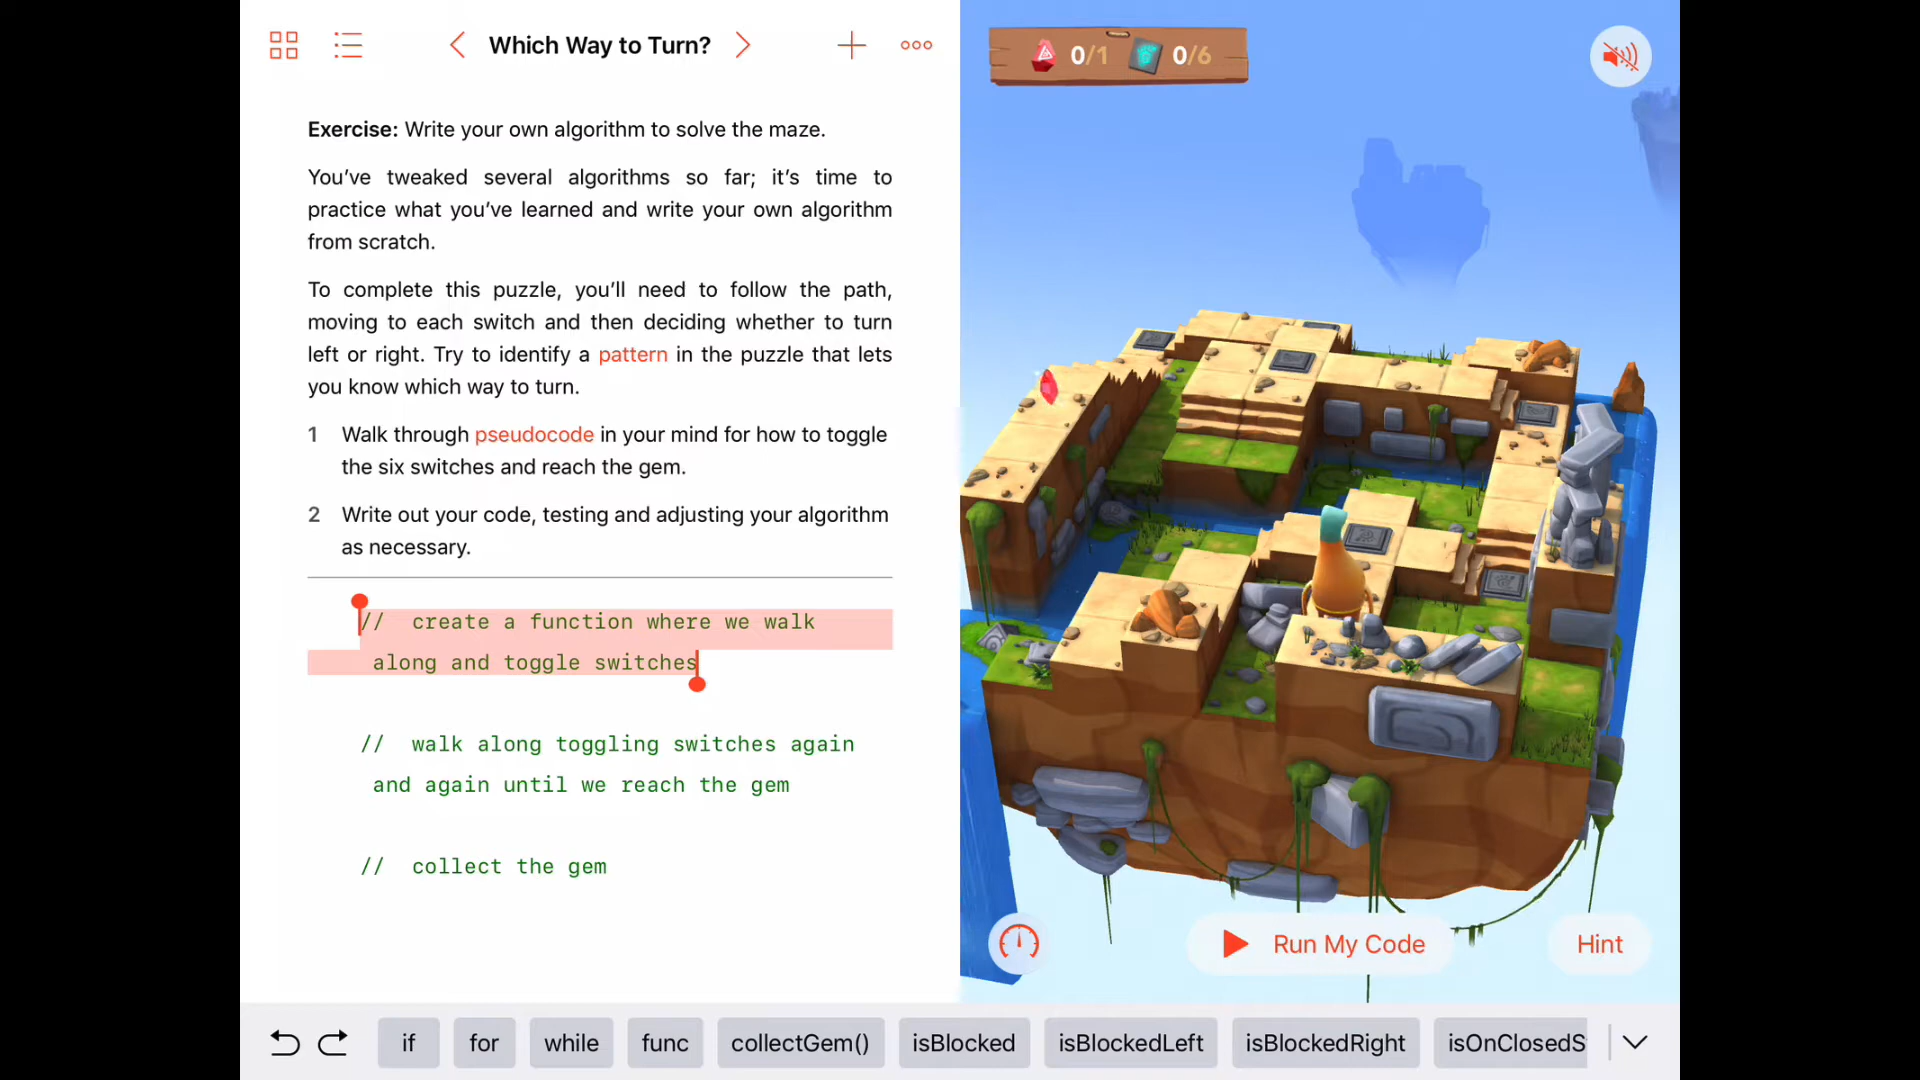 Which Way to Turn?
0/1 0/6
Exercise: Write your own algorithm to solve the maze.
You’ve tweaked several algorithms so far; it’s time to
practice what you’ve learned and write your own algorithm
from scratch.
To complete this puzzle, you’ll need to follow the path,
moving to each switch and then deciding whether to turn
left or right. Try to identify a pattern in the puzzle that lets
you know which way to turn.
1 Walk through pseudocode in your mind for how to toggle
the six switches and reach the gem.
2 Write out your code, testing and adjusting your algorithm
as necessary.
// create a function where we walk
along and toggle switches
// walk along toggling switches again
and again until we reach the gem
// collect the gem
Run My Code
Hint
if for while func collectGem() isBlocked isBlockedLeft isBlockedRight isOnClosedS